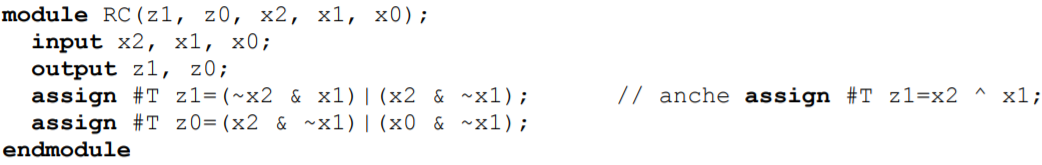 module RC(z1, z0, x2, x1, x0);
  input x2, x1, x0;
  output z1, z0;
  assign #T z1=(~x2 & x1)|(x2 & ~x1);      // anche assign #T z1=x2 ^ x1;
  assign #T z0=(x2 & ~x1)|(x0 & ~x1);
endmodule